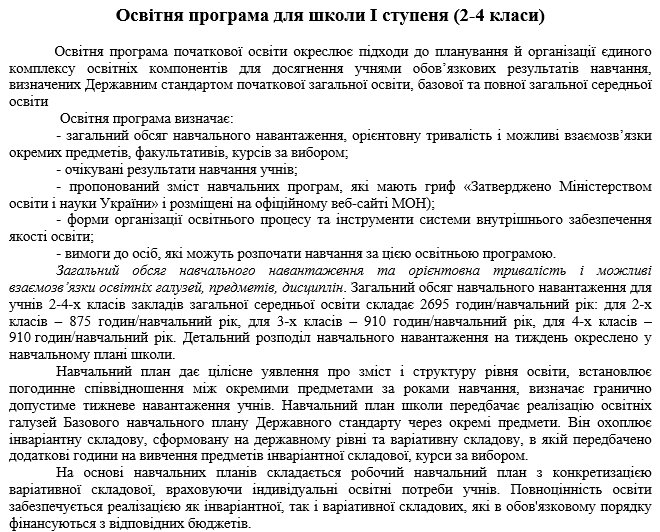 Освітня програма для школи І ступеня (2-4 класи)
Освітня програма початкової освіти окреслює підходи до планування й організації єдиного
комплексу освітніх компонентів для досягнення учнями обов’язкових результатів навчання,
визначених Державним стандартом початкової загальної освіти, базової та повної загальної середньої
освіти
Освітня програма визначає:
- загальний обсяг навчального навантаження, орієнтовну тривалість і можливі взаємозв’язки
окремих предметів, факультативів, курсів за вибором;
- очікувані результати навчання учнів;
- пропонований зміст навчальних програм, які мають гриф «Затверджено Міністерством
освіти і науки України» і розміщені на офіційному веб-сайті МОН);
- форми організації освітнього процесу та інструменти системи внутрішнього забезпечення
якості освіти;
- вимоги до осіб, які можуть розпочати навчання за цією освітньою програмою.
Загальний обсяг навчального навантаження та орієнтовна тривалість і можливі
взаємозв’язки освітніх галузей, предметів, дисциплін. Загальний обсяг навчального навантаження для
учнів 2-4-х класів закладів загальної середньої освіти складає 2695 годин/навчальний рік: для 2-х
класів – 875 годин/навчальний рік, для 3-х класів – 910 годин/навчальний рік, для 4-х класів –
910 годин/навчальний рік. Детальний розподіл навчального навантаження на тиждень окреслено у
навчальному плані школи.
Навчальний план дає цілісне уявлення про зміст і структуру рівня освіти, встановлює
погодинне співвідношення між окремими предметами за роками навчання, визначає гранично
допустиме тижневе навантаження учнів. Навчальний план школи передбачає реалізацію освітніх
галузей Базового навчального плану Державного стандарту через окремі предмети. Він охоплює
інваріантну складову, сформовану на державному рівні та варіативну складову, в якій передбачено
додаткові години на вивчення предметів інваріантної складової, курси за вибором.
На основі навчальних планів складається робочий навчальний план з конкретизацією
варіативної складової, враховуючи індивідуальні освітні потреби учнів. Повноцінність освіти
забезпечується реалізацією як інваріантної, так і варіативної складових, які в обов'язковому порядку
фінансуються з відповідних бюджетів.